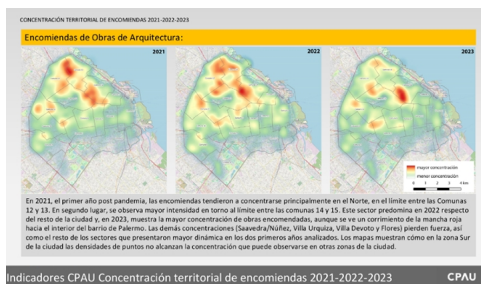 CONCENTRACIÓN TERRITORIAL DE ENCOMIENDAS 2021-2022-2023
Encomiendas de Obras de Arquitectura:
2021
2022
2023
mayor concentración
menor concentración
0 1 2 3 4 km
En 2021, el primer año post pandemia, las encomiendas tendieron a concentrarse principalmente en el Norte, en el límite entre las Comunas
12 y 13. En segundo lugar, se observa mayor intensidad en torno al límite entre las comunas 14 y 15. Este sector predomina en 2022 respecto
del resto de la ciudad y, en 2023, muestra la mayor concentración de obras encomendadas, aunque se ve un corrimiento de la mancha roja
hacia el interior del barrio de Palermo. Las demás concentraciones (Saavedra/Núñez, Villa Urquiza, Villa Devoto y Flores) pierden fuerza, así
como el resto de los sectores que presentaron mayor dinámica en los dos primeros años analizados. Los mapas muestran cómo en la zona Sur
de la ciudad las densidades de puntos no alcanzan la concentración que puede observarse en otras zonas de la ciudad.
Indicadores CPAU Concentración territorial de encomiendas 2021-2022-2023
CPAU